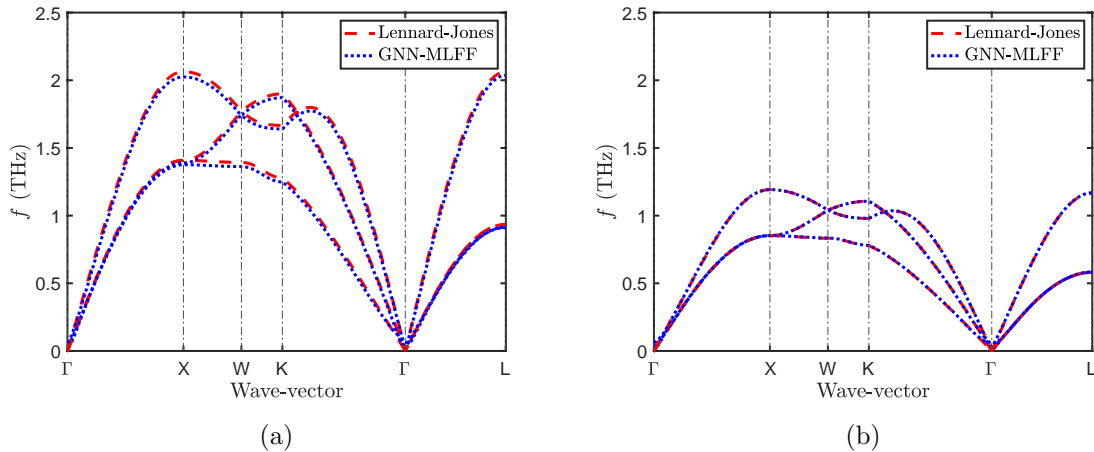 2.5
2
1.5
1
0.5
0
f (THz)
Γ X W K Γ L
Wave-vector
Lennard-Jones
GNN-MLFF
(a)
2.5
2
1.5
1
0.5
0
f (THz)
Γ X W K Γ L
Wave-vector
Lennard-Jones
GNN-MLFF
(b)